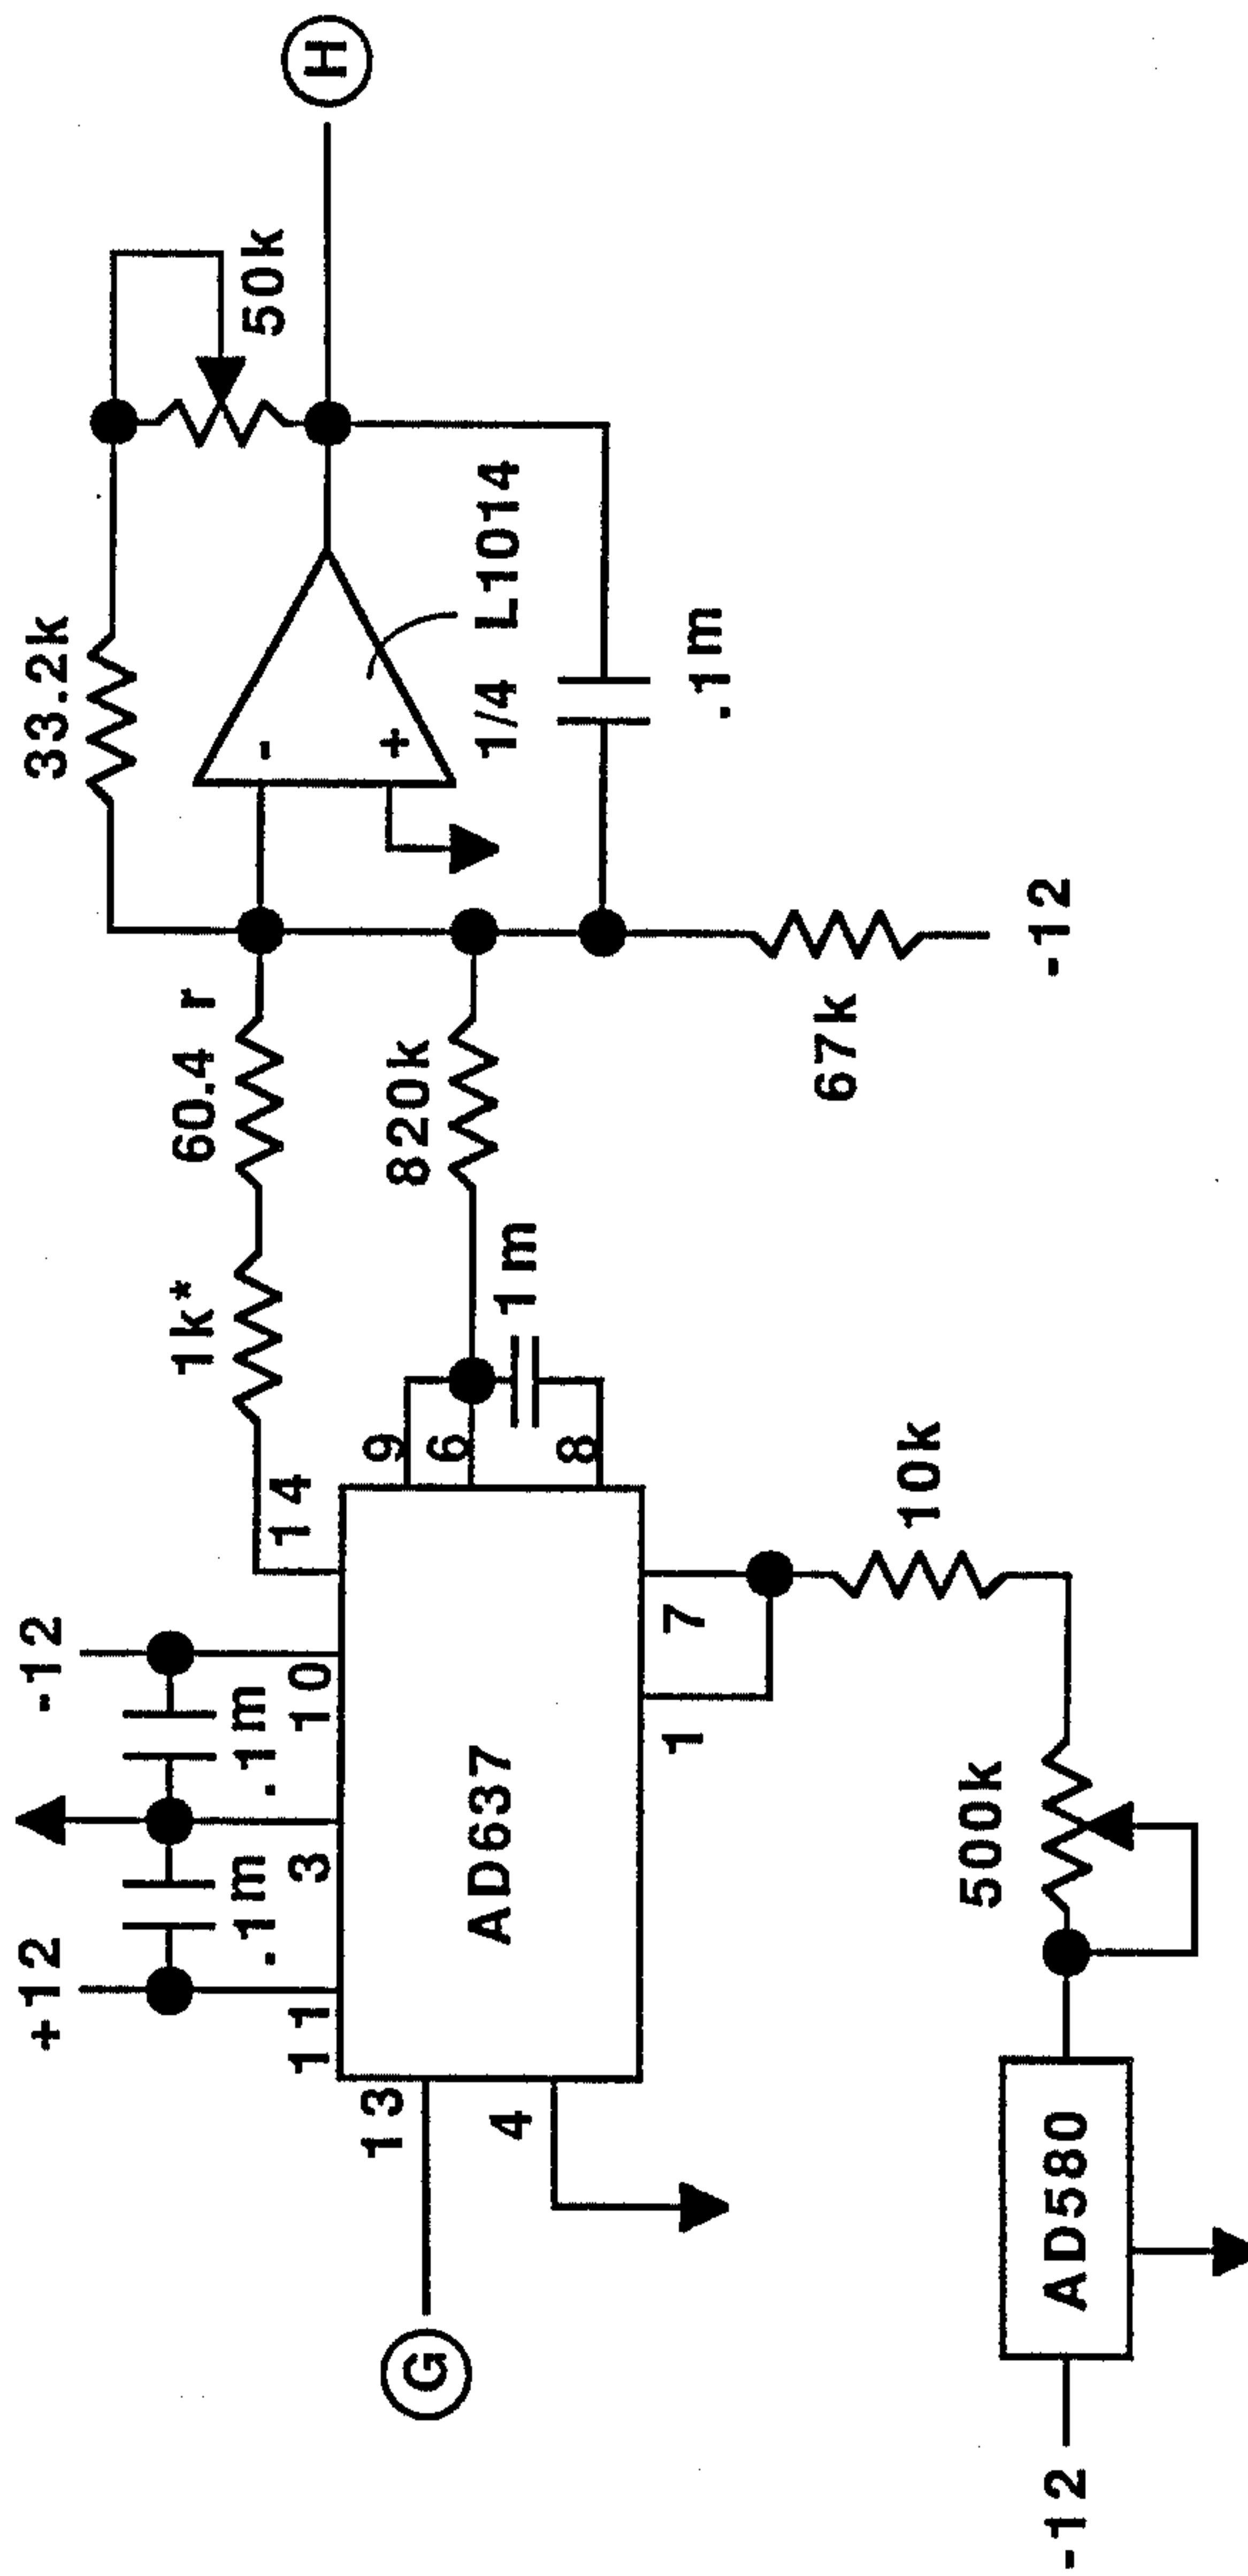 +12
-12
.1m
.1m
11
3
10
14
13
4
AD637
9
6
8
1
7
G
1k*
60.4 r
33.2k
50k
H
-
+
1/4 L1014
820k
1m
.1m
67k
-12
10k
500k
AD580
-12